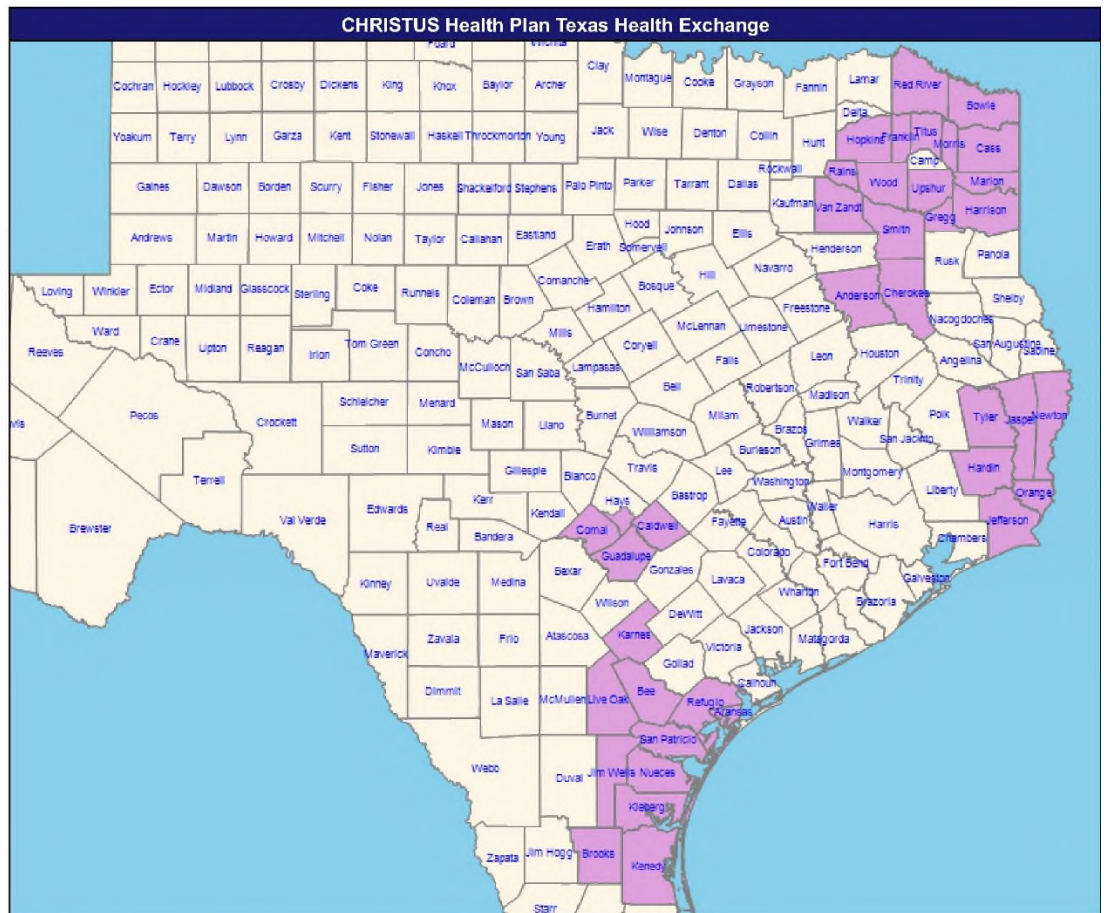 CHRISTUS Health Plan Texas Health Exchange
Foard Wichita
Clay Montague Cooke Grayson Fannin Lamar Red River Bowie
Cochran Hockley Lubbock Crosby Dickens King Knox Baylor Archer
Delta
Yoakum Terry Lynn Garza Kent Stonewall Haskell Throckmorton Young Jack Wise Denton Collin Hunt Hopkins Franklin Titus Morris Cass
Rockwall Rains Camp
Gaines Dawson Borden Scurry Fisher Jones Shackelford Stephens Palo Pinto Parker Tarrant Dallas Kaufman Van Zandt Wood Upshur Marion
Gregg Harrison
Andrews Martin Howard Mitchell Nolan Taylor Callahan Eastland Erath Hood Johnson Ellis Smith
Somervell Henderson Rusk Panola
Loving Winkler Ector Midland Glasscock Sterling Coke Runnels Coleman Brown Comanche Hamilton Bosque Hill Navarro Anderson Cherokee Shelby
Freestone
Ward Crane Upton Reagan Irion Tom Green Concho Mills Coryell McLennan Limestone Nacogdoches San Augustine Sabine
Reeves McCulloch San Saba Lampasas Falls Leon Houston Angelina
Pecos Crockett Schleicher Menard Bell Robertson Madison Trinity
vis Mason Llano Burnet Milam Brazos Grimes Walker San Jacinto Polk Tyler Jasper Newton
Sutton Kimble Williamson Burleson
Terrell Gillespie Blanco Travis Lee Washington Montgomery Liberty Hardin
Brewster Val Verde Edwards Kerr Kendall Hays Bastrop Waller Orange
Real Bandera Comal Caldwell Fayette Austin Harris Jefferson
Guadalupe Colorado Chambers
Kinney Uvalde Medina Bexar Gonzales Lavaca Fort Bend Galveston
Wilson Wharton Brazoria
Maverick Zavala Frio Atascosa Karnes DeWitt Jackson Matagorda
Goliad Victoria
Dimmit La Salle McMullen Live Oak Bee Refugio Calhoun
Aransas
San Patricio
Webb Duval Jim Wells Nueces
Kleberg
Zapata Jim Hogg Brooks Kenedy
Starr